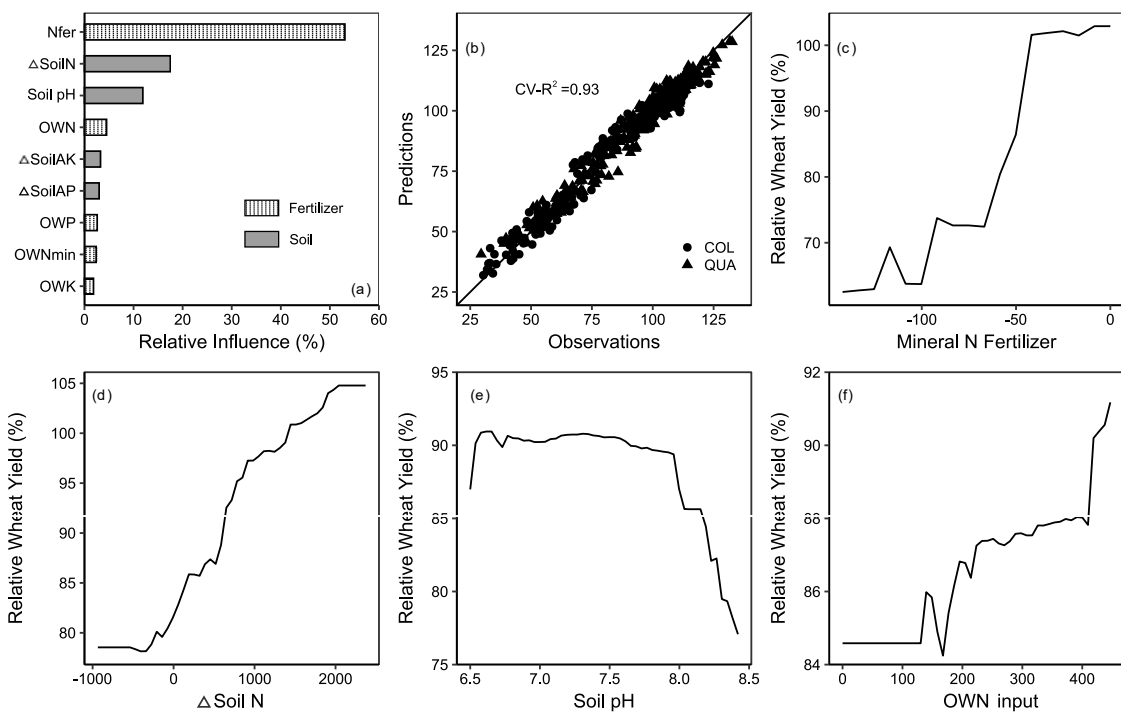 Nfer
△SoilN
Soil pH
OWN
△SoilAK
△SoilAP
OWP
OWNmin
OWK
Fertilizer
Soil
(a)
0 10 20 30 40 50 60
Relative Influence (%)
(b)
CV-R² =0.93
COL
QUA
125
100
75
50
25
Predictions
25 50 75 100 125
Observations
(c)
100
90
80
70
Relative Wheat Yield (%)
-100 -50 0
Mineral N Fertilizer
(d)
105
100
95
90
85
80
Relative Wheat Yield (%)
-1000 0 1000 2000
△Soil N
(e)
95
90
85
80
75
Relative Wheat Yield (%)
6.5 7.0 7.5 8.0 8.5
Soil pH
(f)
92
90
88
86
84
Relative Wheat Yield (%)
0 100 200 300 400
OWN input